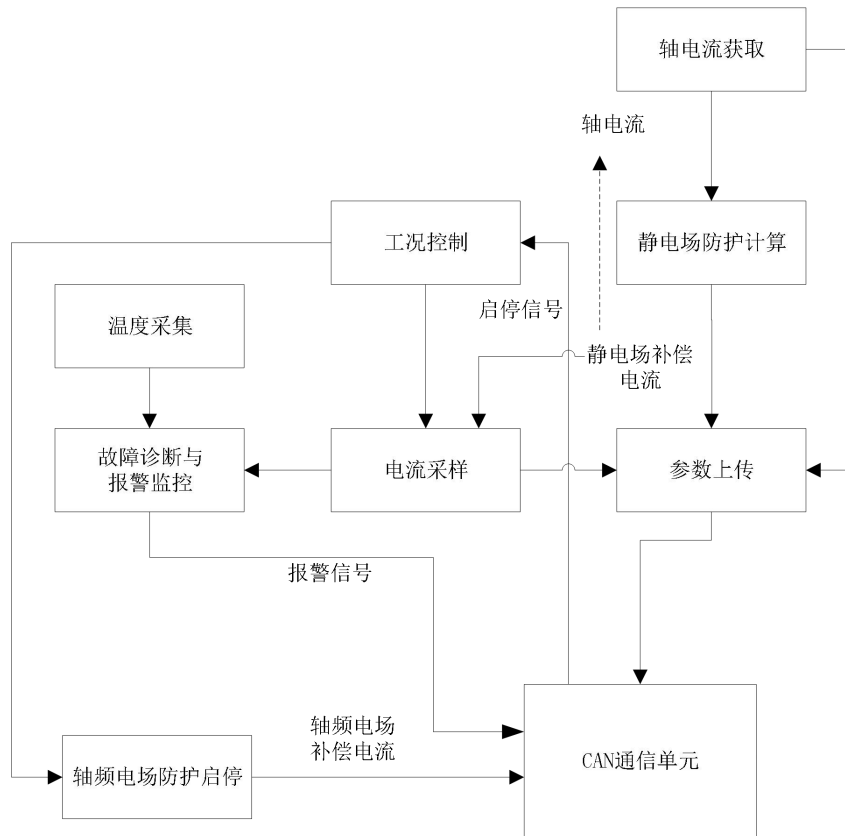 轴电流获取
轴电流
工况控制
静电场防护计算
启停信号
温度采集
静电场补偿
电流
故障诊断与
报警监控
电流采样
参数上传
报警信号
轴频电场
补偿电流
轴频电场防护启停
CAN通信单元